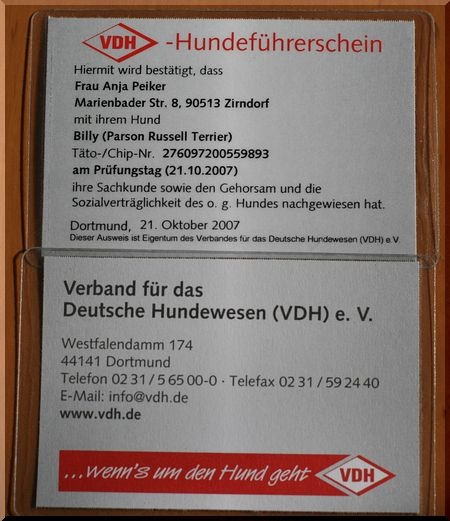 VDH -Hundeführerschein
Hiermit wird bestätigt, dass
Frau Anja Peiker
Marienbader Str. 8, 90513 Zirndorf
mit ihrem Hund
Billy (Parson Russell Terrier)
Täto-/Chip-Nr. 276097200559893
am Prüfungstag (21.10.2007)
ihre Sachkunde sowie den Gehorsam und die
Sozialverträglichkeit des o. g. Hundes nachgewiesen hat.
Dortmund, 21. Oktober 2007
Dieser Ausweis ist Eigentum des Verbandes für das Deutsche Hundewesen (VDH) e.V.
Verband für das
Deutsche Hundewesen (VDH) e. V.
Westfalendamm 174
44141 Dortmund
Telefon 02 31 / 5 65 00-0 · Telefax 02 31 / 59 24 40
E-Mail: info@vdh.de
www.vdh.de
...wenn's um den Hund geht VDH